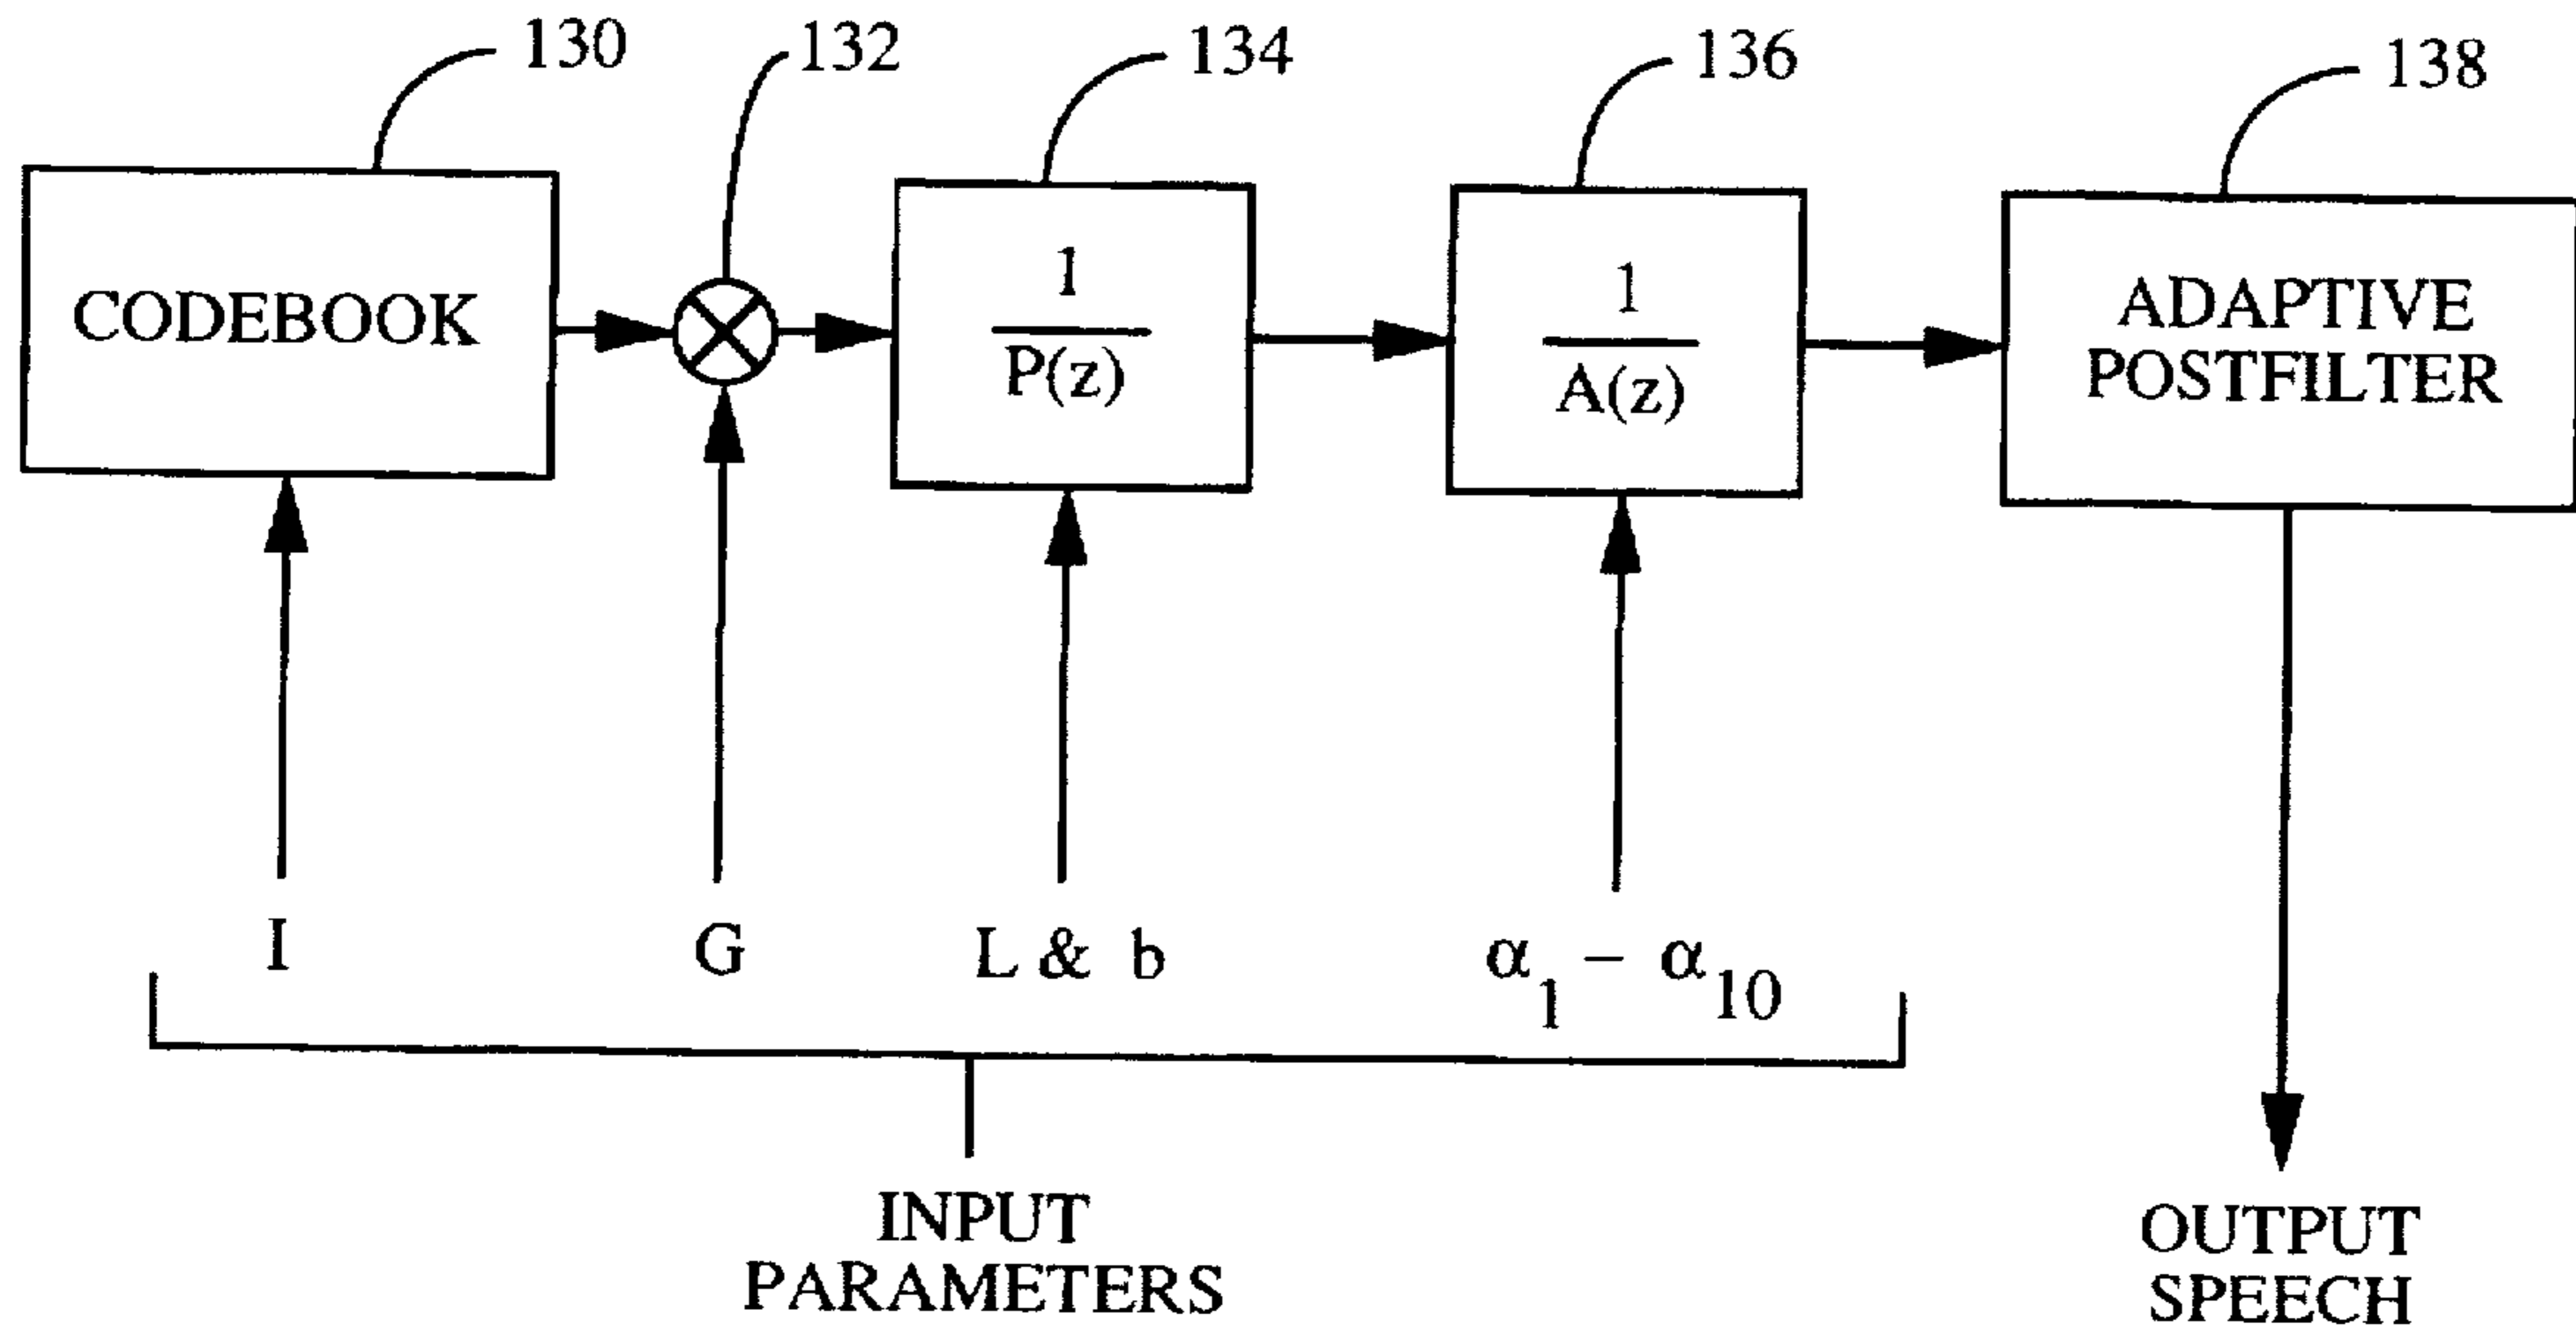 130
132
134
136
138
CODEBOOK
1
P(z)
1
A(z)
ADAPTIVE
POSTFILTER
I
G
L & b
α1 – α10
INPUT
PARAMETERS
OUTPUT
SPEECH